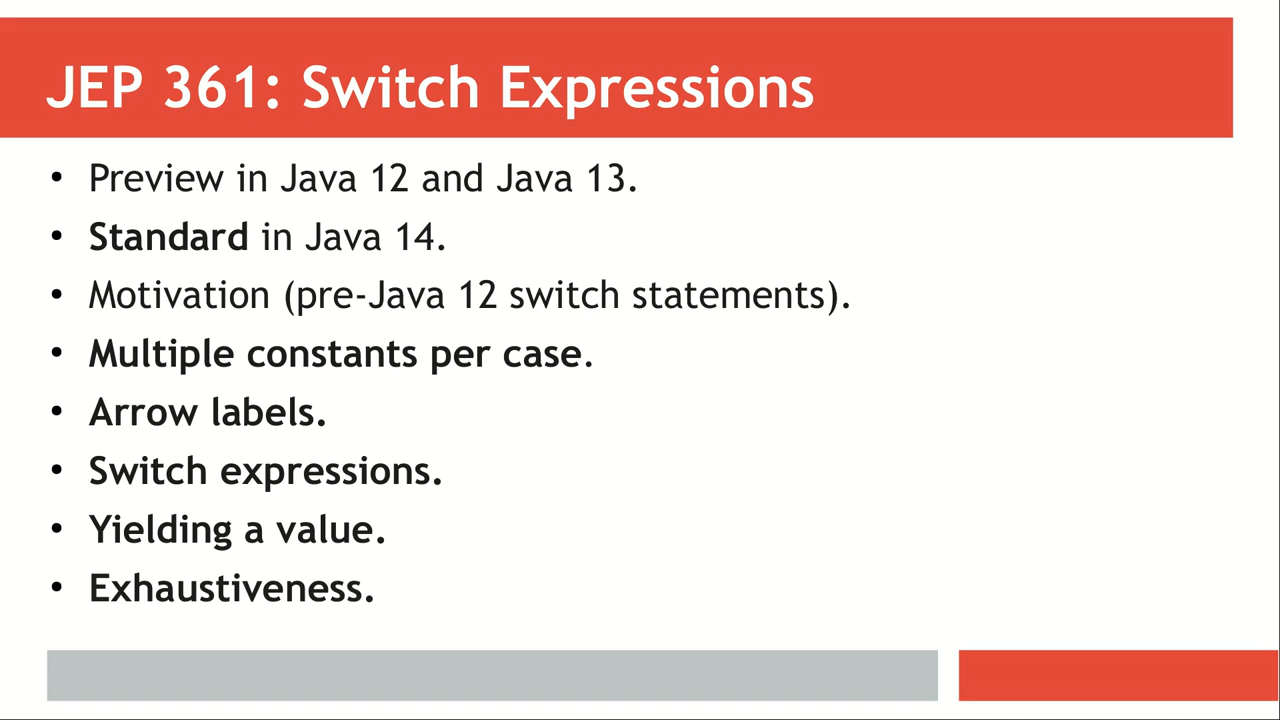 JEP 361: Switch Expressions
• Preview in Java 12 and Java 13.
• Standard in Java 14.
• Motivation (pre-Java 12 switch statements).
• Multiple constants per case.
• Arrow labels.
• Switch expressions.
• Yielding a value.
• Exhaustiveness.